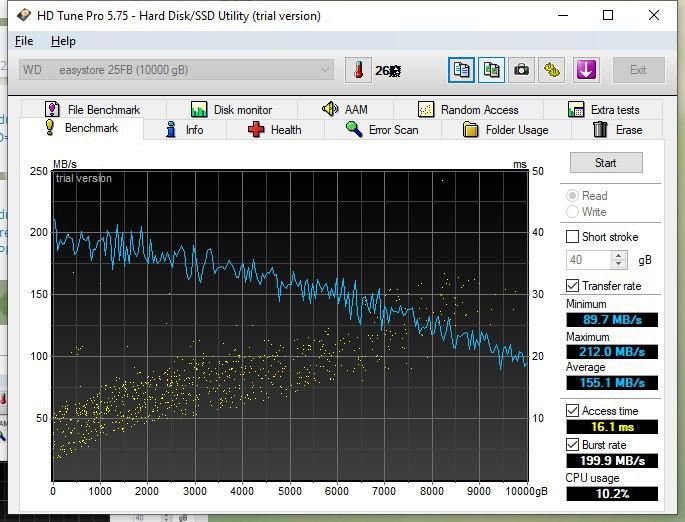 HD Tune Pro 5.75 - Hard Disk/SSD Utility (trial version)
File Help
WD easystore 25FB (10000 gB)
Exit
File Benchmark Disk monitor AAM Random Access Extra tests
Benchmark Info Health Error Scan Folder Usage Erase
MB/s ms
trial version
250 50
200 40
150 30
100 20
50 10
0 1000 2000 3000 4000 5000 6000 7000 8000 9000 10000gB
Start
Read
Write
Short stroke
40 gB
Transfer rate
Minimum
89.7 MB/s
Maximum
212.0 MB/s
Average
155.1 MB/s
Access time
16.1 ms
Burst rate
199.9 MB/s
CPU usage
10.2%
40 gB